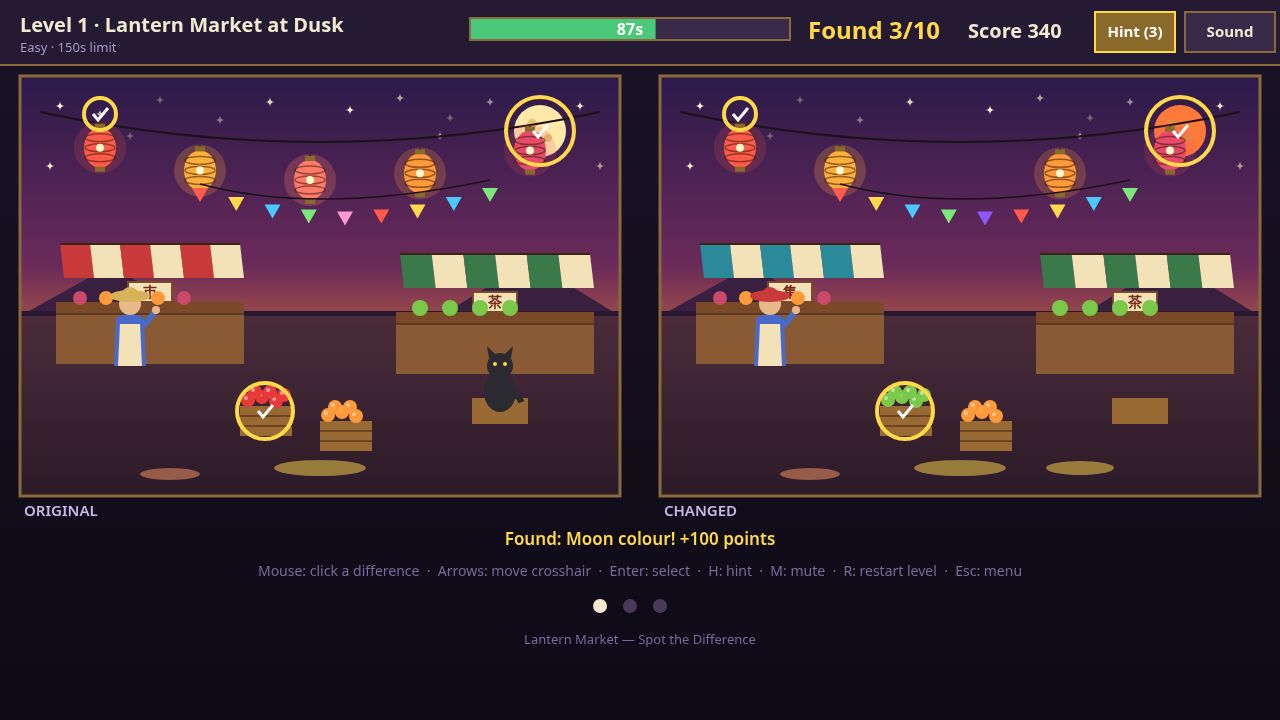 Level 1 · Lantern Market at Dusk
Easy · 150s limit
87s
Found 3/10
Score 340
Hint (3)
Sound
茶
茶
ORIGINAL
CHANGED
Found: Moon colour! +100 points
Mouse: click a difference · Arrows: move crosshair · Enter: select · H: hint · M: mute · R: restart level · Esc: menu
Lantern Market — Spot the Difference